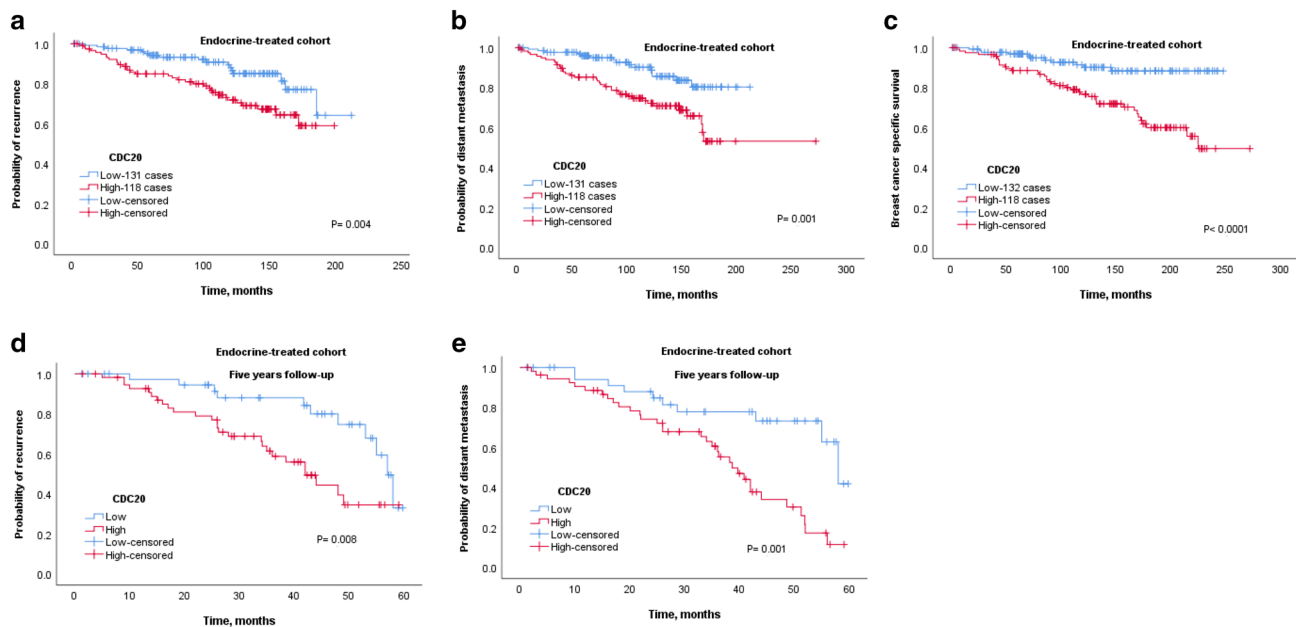 a
Endocrine-treated cohort
Probability of recurrence
1.0
0.8
0.6
0.4
0.2
0.0
CDC20
Low-131 cases
High-118 cases
Low-censored
High-censored
P= 0.004
0 50 100 150 200 250
Time, months
b
Endocrine-treated cohort
Probability of distant metastasis
1.0
0.8
0.6
0.4
0.2
0.0
CDC20
Low-131 cases
High-118 cases
Low-censored
High-censored
P= 0.001
0 50 100 150 200 250 300
Time, months
c
Endocrine-treated cohort
Breast cancer specific survival
1.0
0.8
0.6
0.4
0.2
0.0
CDC20
Low-132 cases
High-118 cases
Low-censored
High-censored
P< 0.0001
0 50 100 150 200 250 300
Time, months
d
Endocrine-treated cohort
Five years follow-up
Probability of recurrence
1.0
0.8
0.6
0.4
0.2
0.0
CDC20
Low
High
Low-censored
High-censored
P= 0.008
0 10 20 30 40 50 60
Time, months
e
Endocrine-treated cohort
Five years follow-up
Probability of distant metastasis
1.0
0.8
0.6
0.4
0.2
0.0
CDC20
Low
High
Low-censored
High-censored
P= 0.001
0 10 20 30 40 50 60
Time, months